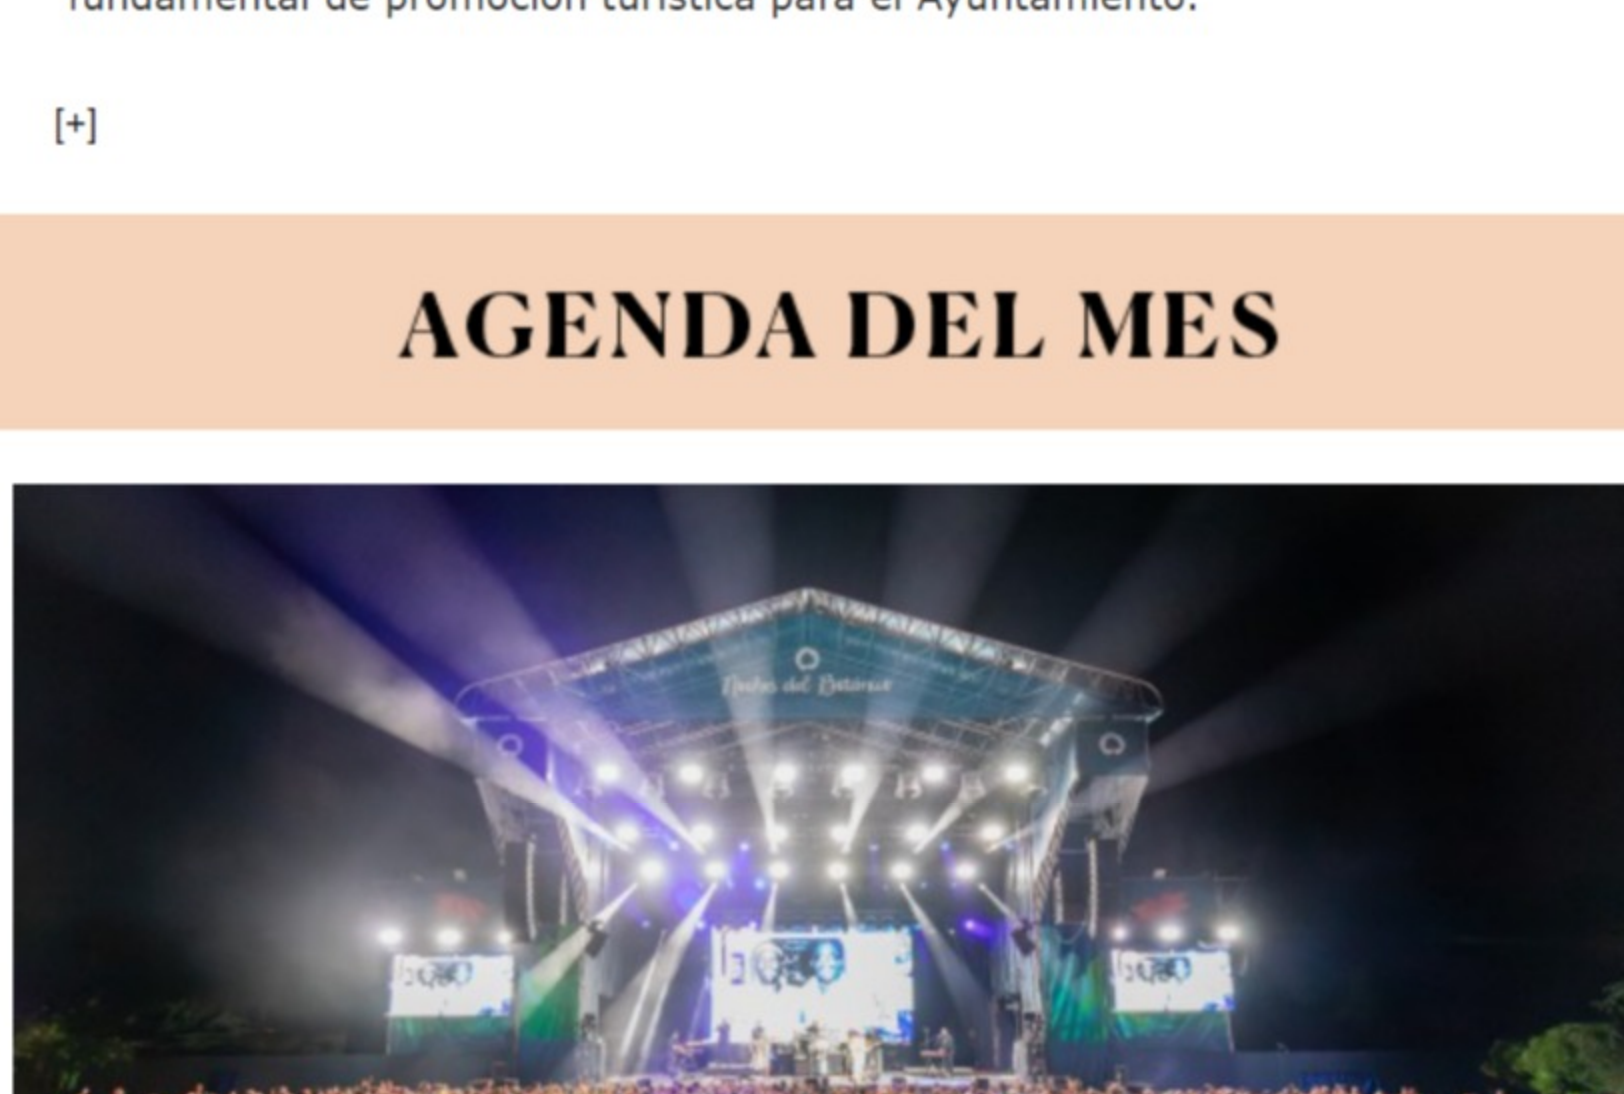 fundamental de promoción turística para el Ayuntamiento.
[+]
AGENDA DEL MES
Noches del Botánico